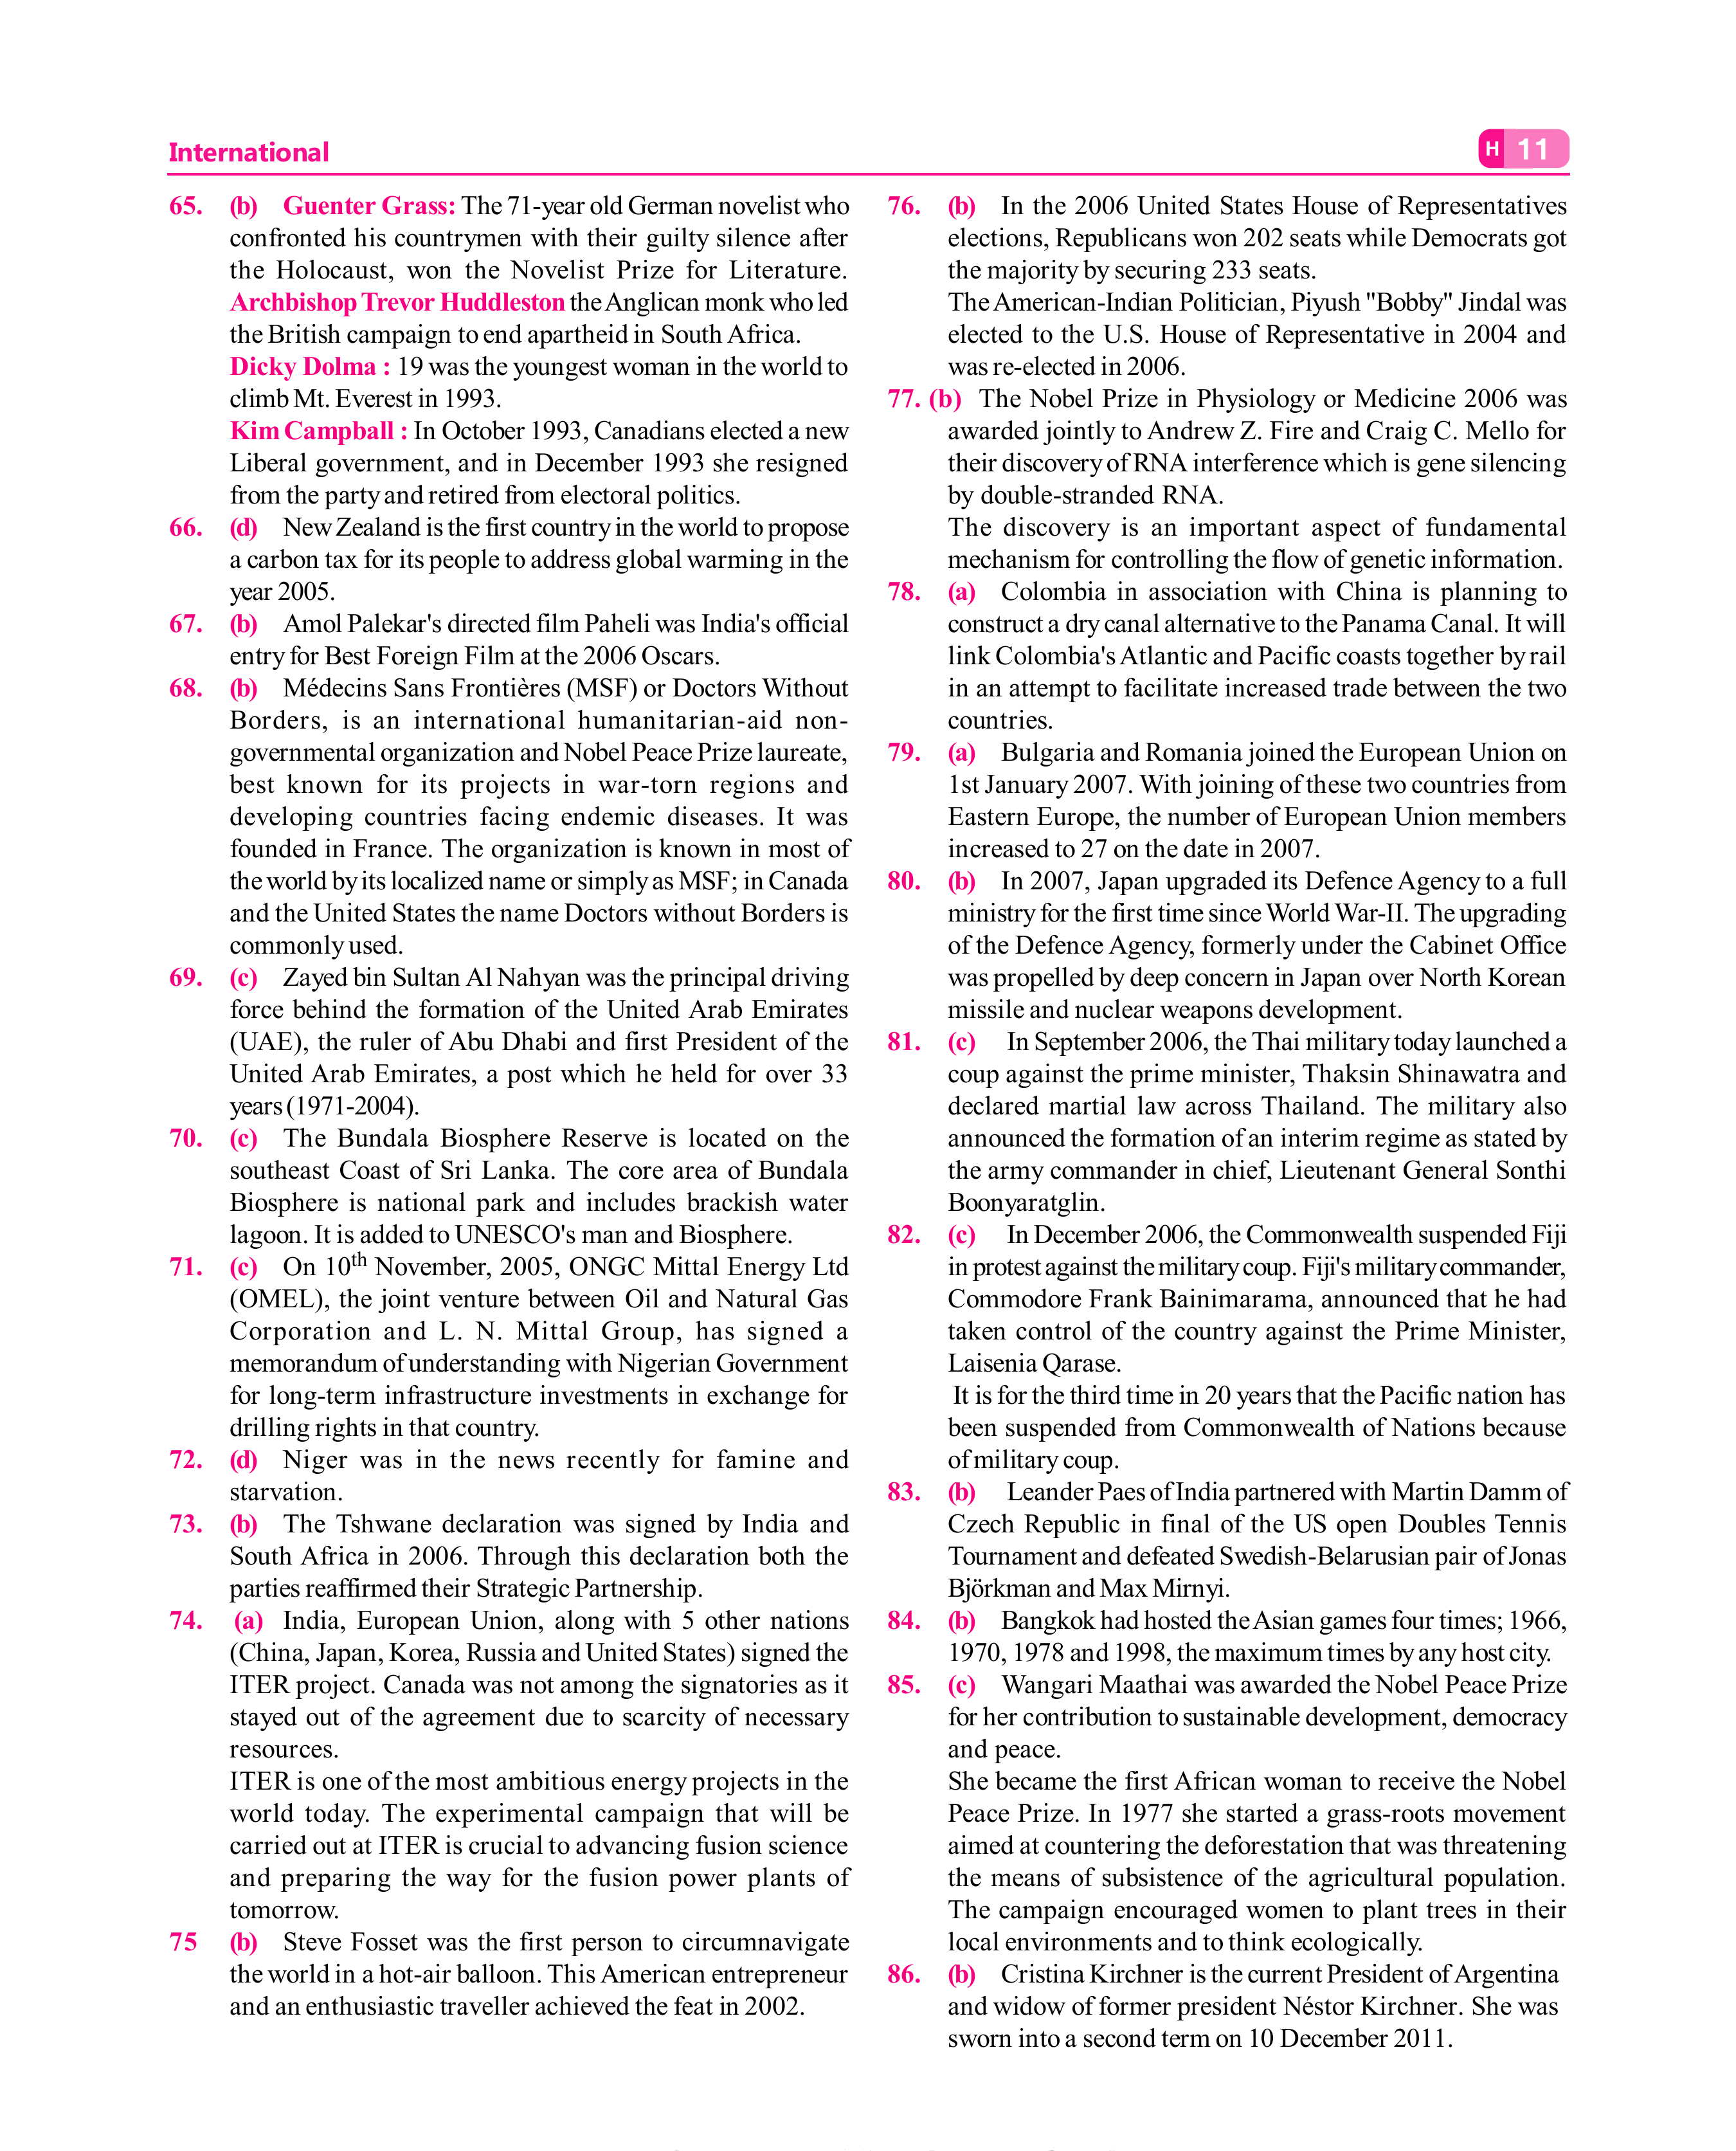 International
H 11
65. (b) Guenter Grass: The 71-year old German novelist who
confronted his countrymen with their guilty silence after
the Holocaust, won the Novelist Prize for Literature.
Archbishop Trevor Huddleston the Anglican monk who led
the British campaign to end apartheid in South Africa.
Dicky Dolma : 19 was the youngest woman in the world to
climb Mt. Everest in 1993.
Kim Campball : In October 1993, Canadians elected a new
Liberal government, and in December 1993 she resigned
from the party and retired from electoral politics.
66. (d) New Zealand is the first country in the world to propose
a carbon tax for its people to address global warming in the
year 2005.
67. (b) Amol Palekar's directed film Paheli was India's official
entry for Best Foreign Film at the 2006 Oscars.
68. (b) Médecins Sans Frontières (MSF) or Doctors Without
Borders, is an international humanitarian-aid non-
governmental organization and Nobel Peace Prize laureate,
best known for its projects in war-torn regions and
developing countries facing endemic diseases. It was
founded in France. The organization is known in most of
the world by its localized name or simply as MSF; in Canada
and the United States the name Doctors without Borders is
commonly used.
69. (c) Zayed bin Sultan Al Nahyan was the principal driving
force behind the formation of the United Arab Emirates
(UAE), the ruler of Abu Dhabi and first President of the
United Arab Emirates, a post which he held for over 33
years (1971-2004).
70. (c) The Bundala Biosphere Reserve is located on the
southeast Coast of Sri Lanka. The core area of Bundala
Biosphere is national park and includes brackish water
lagoon. It is added to UNESCO's man and Biosphere.
71. (c) On 10th November, 2005, ONGC Mittal Energy Ltd
(OMEL), the joint venture between Oil and Natural Gas
Corporation and L. N. Mittal Group, has signed a
memorandum of understanding with Nigerian Government
for long-term infrastructure investments in exchange for
drilling rights in that country.
72. (d) Niger was in the news recently for famine and
starvation.
73. (b) The Tshwane declaration was signed by India and
South Africa in 2006. Through this declaration both the
parties reaffirmed their Strategic Partnership.
74. (a) India, European Union, along with 5 other nations
(China, Japan, Korea, Russia and United States) signed the
ITER project. Canada was not among the signatories as it
stayed out of the agreement due to scarcity of necessary
resources.
ITER is one of the most ambitious energy projects in the
world today. The experimental campaign that will be
carried out at ITER is crucial to advancing fusion science
and preparing the way for the fusion power plants of
tomorrow.
75 (b) Steve Fosset was the first person to circumnavigate
the world in a hot-air balloon. This American entrepreneur
and an enthusiastic traveller achieved the feat in 2002.
76. (b) In the 2006 United States House of Representatives
elections, Republicans won 202 seats while Democrats got
the majority by securing 233 seats.
The American-Indian Politician, Piyush "Bobby" Jindal was
elected to the U.S. House of Representative in 2004 and
was re-elected in 2006.
77. (b) The Nobel Prize in Physiology or Medicine 2006 was
awarded jointly to Andrew Z. Fire and Craig C. Mello for
their discovery of RNA interference which is gene silencing
by double-stranded RNA.
The discovery is an important aspect of fundamental
mechanism for controlling the flow of genetic information.
78. (a) Colombia in association with China is planning to
construct a dry canal alternative to the Panama Canal. It will
link Colombia's Atlantic and Pacific coasts together by rail
in an attempt to facilitate increased trade between the two
countries.
79. (a) Bulgaria and Romania joined the European Union on
1st January 2007. With joining of these two countries from
Eastern Europe, the number of European Union members
increased to 27 on the date in 2007.
80. (b) In 2007, Japan upgraded its Defence Agency to a full
ministry for the first time since World War-II. The upgrading
of the Defence Agency, formerly under the Cabinet Office
was propelled by deep concern in Japan over North Korean
missile and nuclear weapons development.
81. (c) In September 2006, the Thai military today launched a
coup against the prime minister, Thaksin Shinawatra and
declared martial law across Thailand. The military also
announced the formation of an interim regime as stated by
the army commander in chief, Lieutenant General Sonthi
Boonyaratglin.
82. (c) In December 2006, the Commonwealth suspended Fiji
in protest against the military coup. Fiji's military commander,
Commodore Frank Bainimarama, announced that he had
taken control of the country against the Prime Minister,
Laisenia Qarase.
It is for the third time in 20 years that the Pacific nation has
been suspended from Commonwealth of Nations because
of military coup.
83. (b) Leander Paes of India partnered with Martin Damm of
Czech Republic in final of the US open Doubles Tennis
Tournament and defeated Swedish-Belarusian pair of Jonas
Björkman and Max Mirnyi.
84. (b) Bangkok had hosted the Asian games four times; 1966,
1970, 1978 and 1998, the maximum times by any host city.
85. (c) Wangari Maathai was awarded the Nobel Peace Prize
for her contribution to sustainable development, democracy
and peace.
She became the first African woman to receive the Nobel
Peace Prize. In 1977 she started a grass-roots movement
aimed at countering the deforestation that was threatening
the means of subsistence of the agricultural population.
The campaign encouraged women to plant trees in their
local environments and to think ecologically.
86. (b) Cristina Kirchner is the current President of Argentina
and widow of former president Néstor Kirchner. She was
sworn into a second term on 10 December 2011.